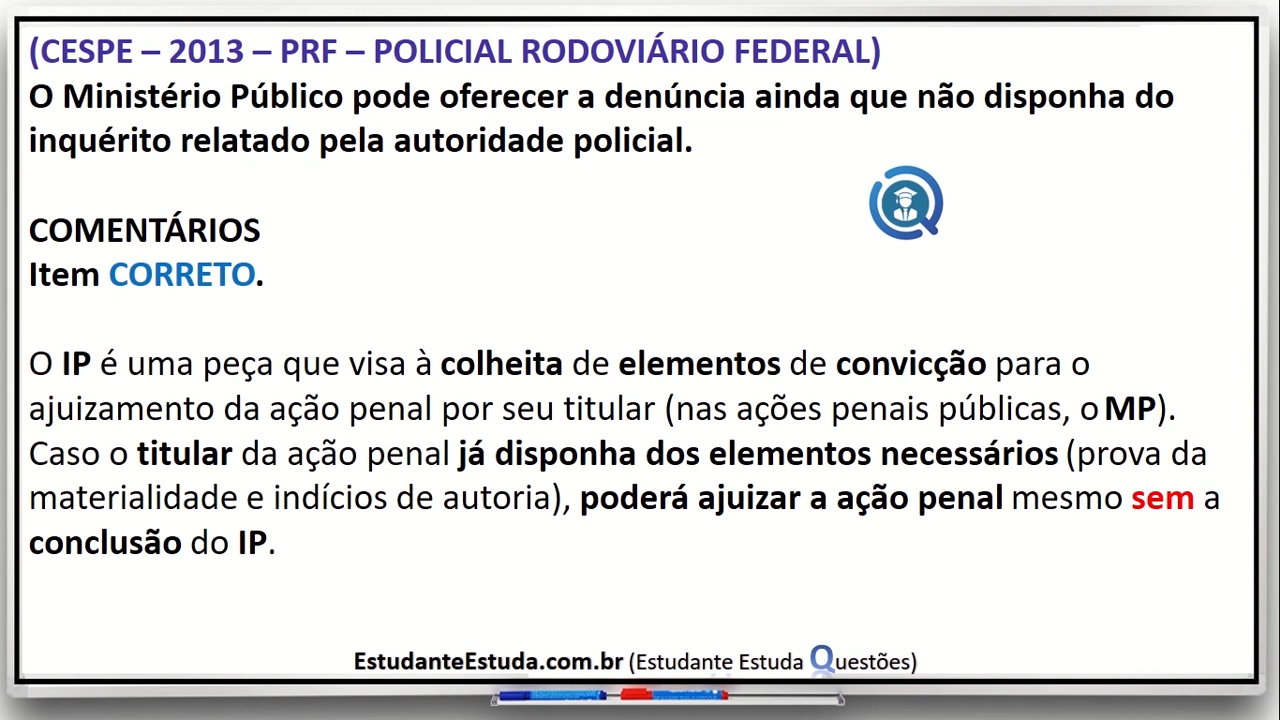 (CESPE – 2013 – PRF – POLICIAL RODOVIÁRIO FEDERAL)
O Ministério Público pode oferecer a denúncia ainda que não disponha do
inquérito relatado pela autoridade policial.
COMENTÁRIOS
Item CORRETO.
O IP é uma peça que visa à colheita de elementos de convicção para o
ajuizamento da ação penal por seu titular (nas ações penais públicas, o MP).
Caso o titular da ação penal já disponha dos elementos necessários (prova da
materialidade e indícios de autoria), poderá ajuizar a ação penal mesmo sem a
conclusão do IP.
EstudanteEstuda.com.br (Estudante Estuda Questões)